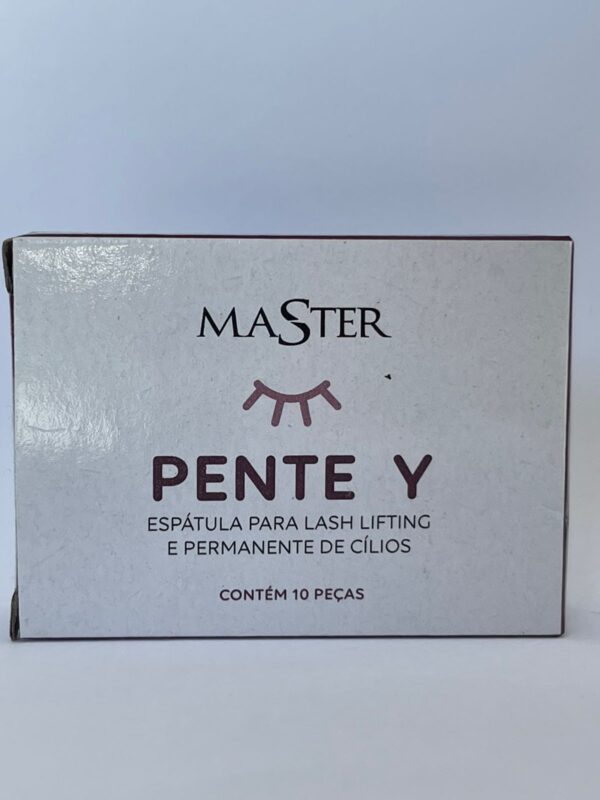 MASTER
PENTE Y
ESPÁTULA PARA LASH LIFTING
E PERMANENTE DE CÍLIOS
CONTÉM 10 PEÇAS